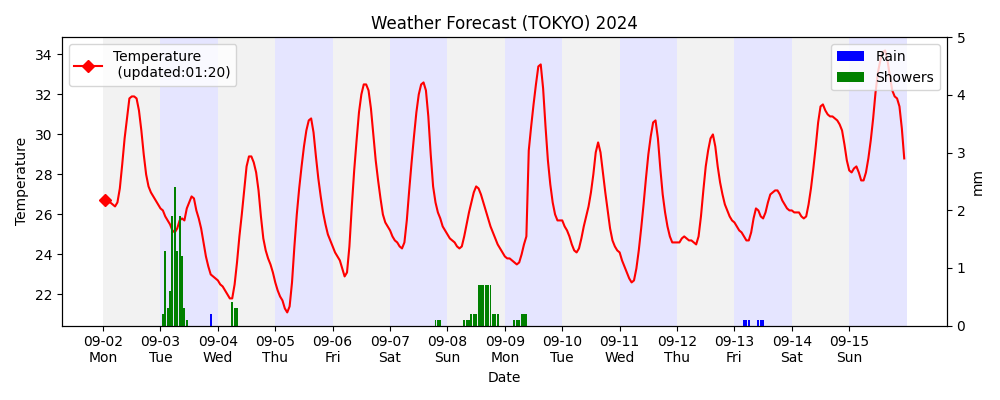 Weather Forecast (TOKYO) 2024
Temperature
(updated:01:20)
Rain
Showers
34
32
30
28
26
24
22
Temperature
5
4
3
2
1
0
mm
09-02 09-03 09-04 09-05 09-06 09-07 09-08 09-09 09-10 09-11 09-12 09-13 09-14 09-15
Mon Tue Wed Thu Fri Sat Sun Mon Tue Wed Thu Fri Sat Sun
Date